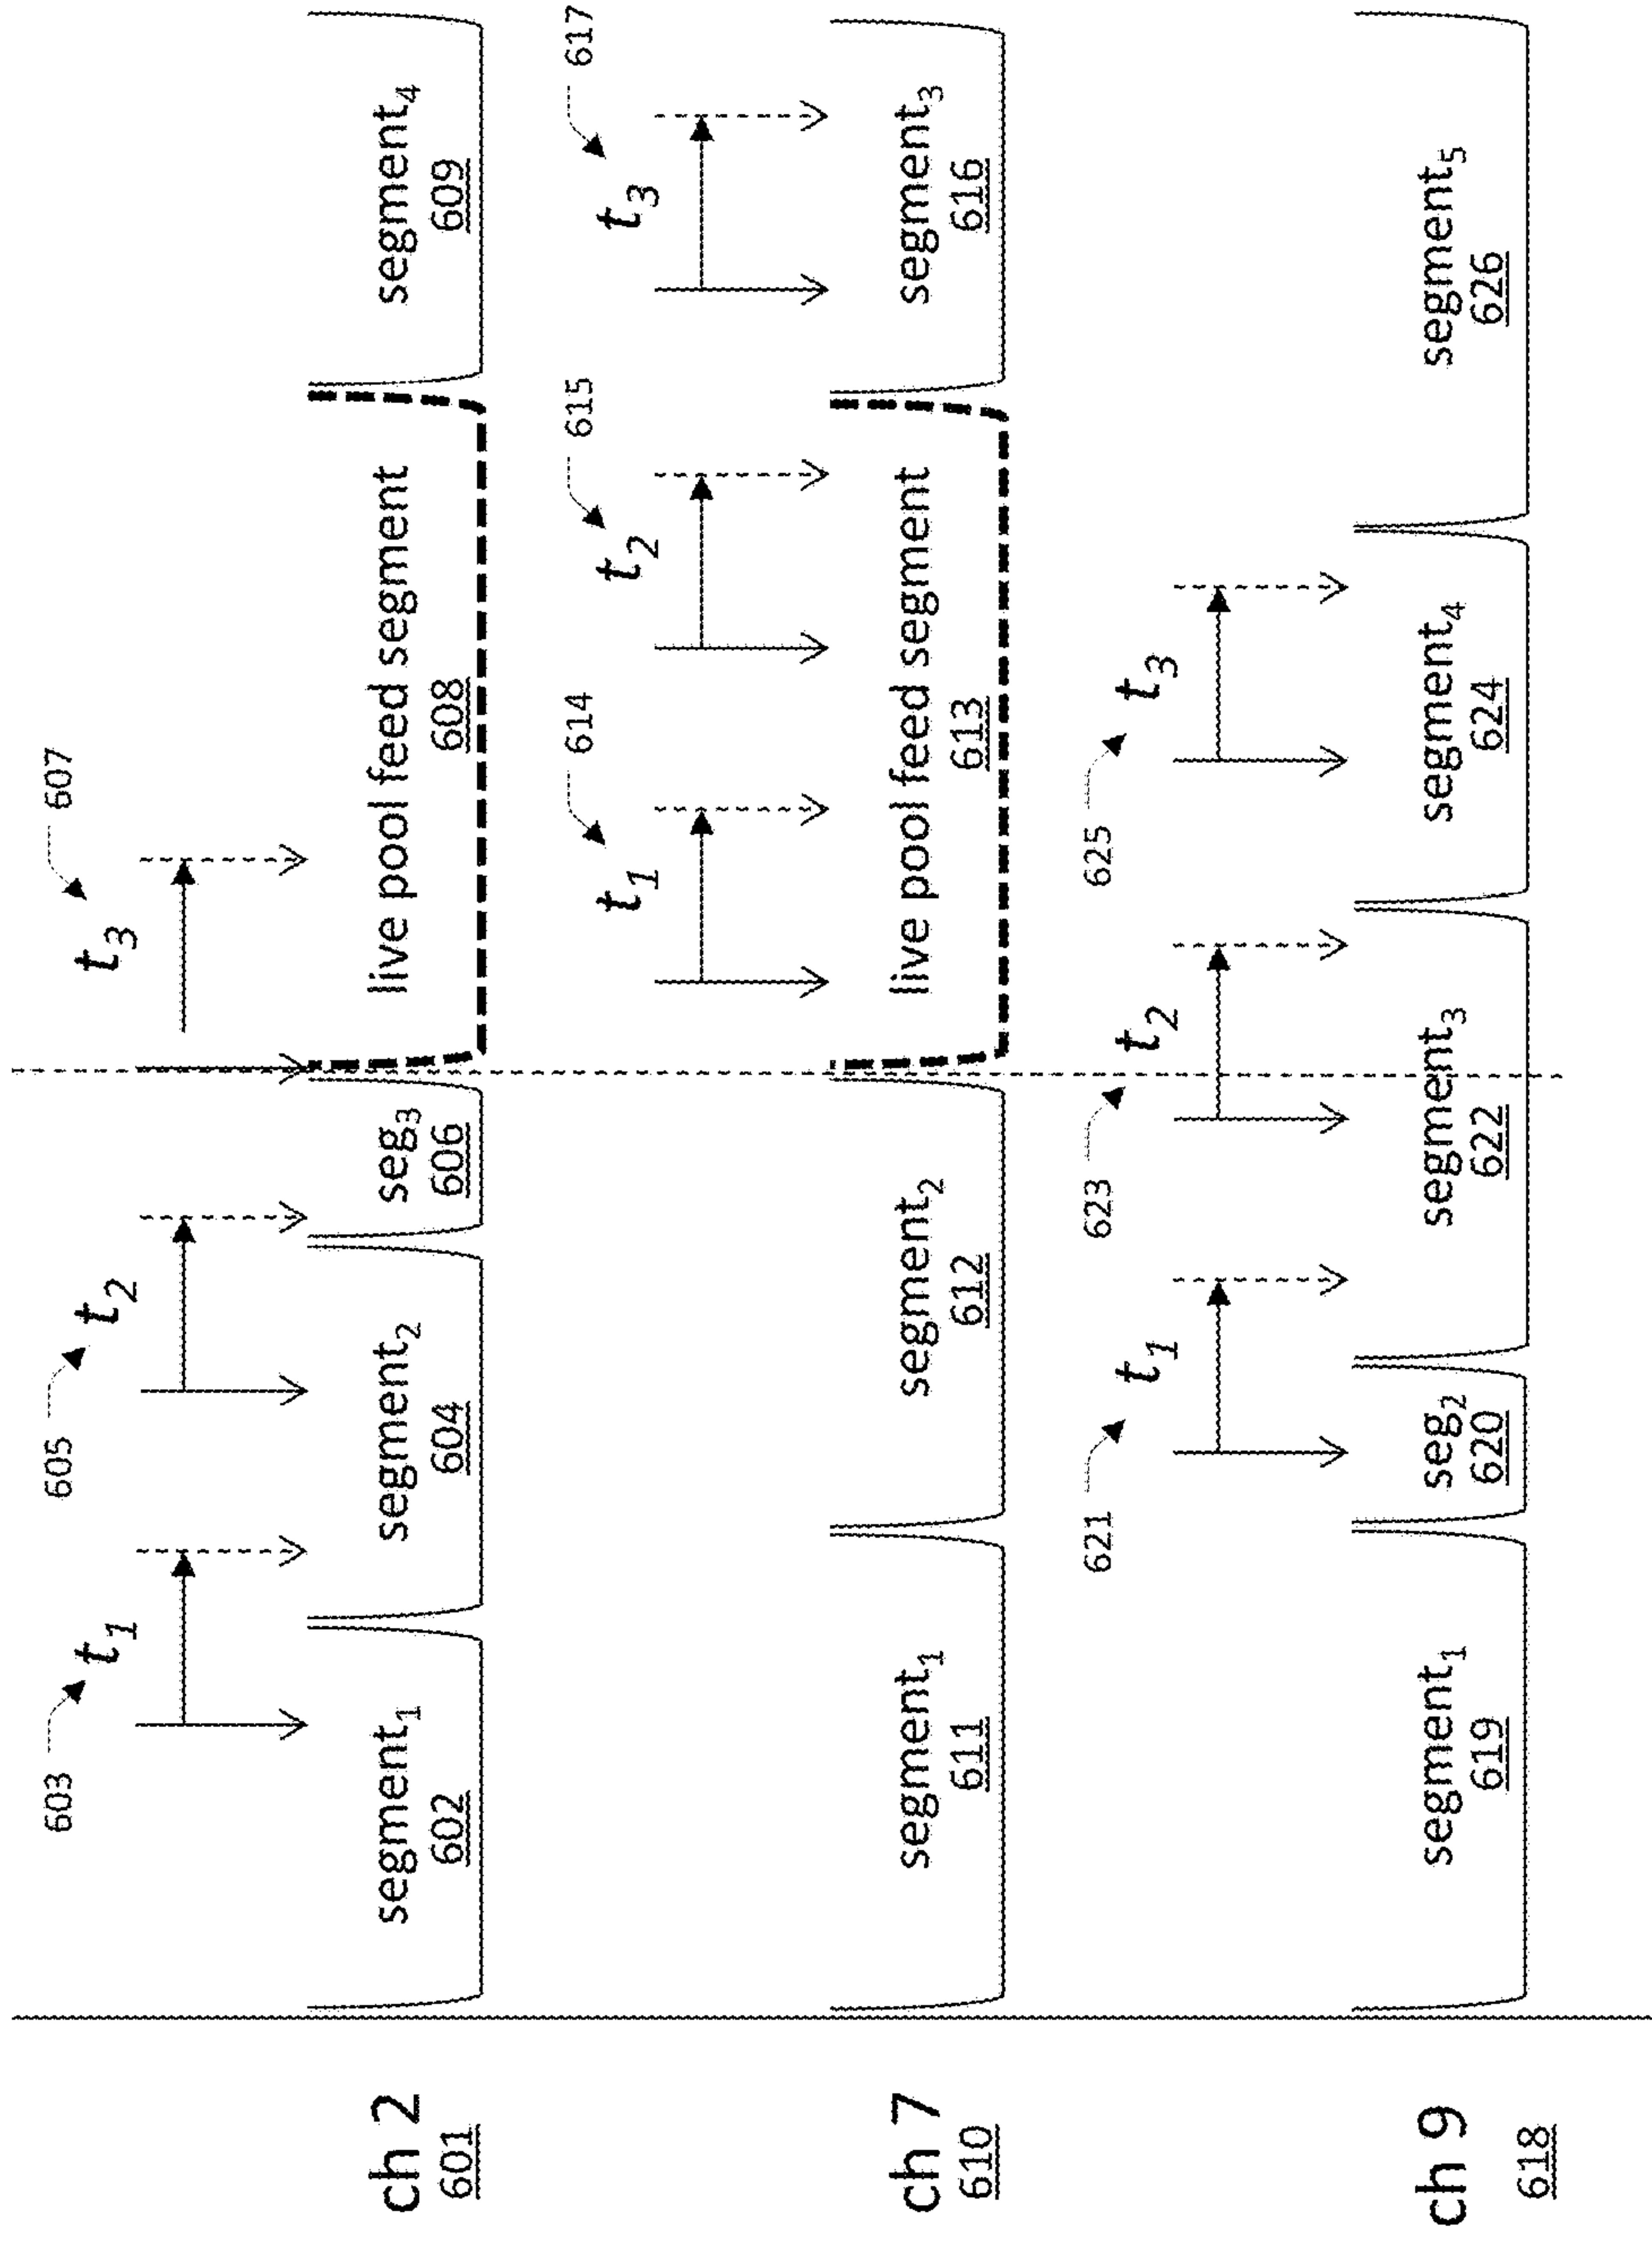 603
t1
605
t2
t3
607
ch 2
601
segment1
602
segment2
604
seg3
606
live pool feed segment
608
segment4
609
614
t1
615
t2
617
t3
ch 7
610
segment1
611
segment2
612
live pool feed segment
613
segment3
616
621
t1
623
t2
625
t3
ch 9
618
segment1
619
seg2
620
segment3
622
segment4
624
segment5
626